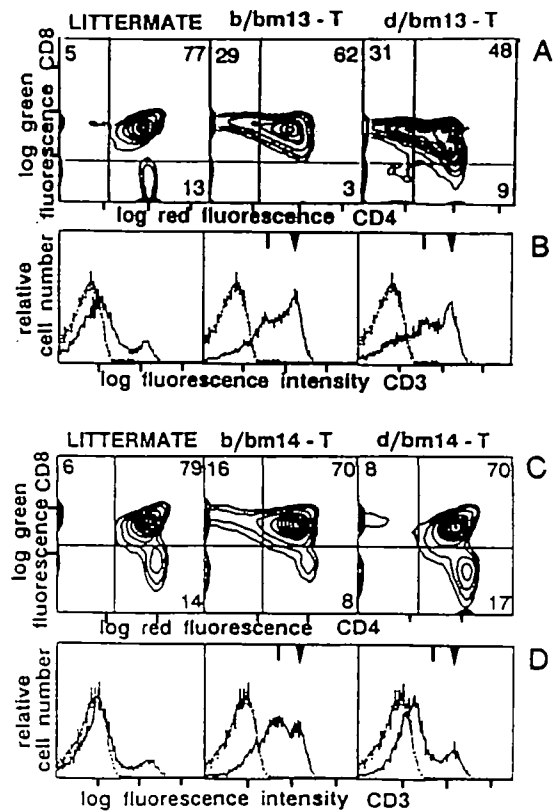 LITTERMATE b/bm13 - T d/bm13 - T
A
5 77 29 62 31 48
log green
fluorescence CD8
13 3 9
log red fluorescence CD4
B
relative
cell number
log fluorescence intensity CD3
LITTERMATE b/bm14 - T d/bm14 - T
C
6 79 16 70 8 70
log green
fluorescence CD8
14 8 17
log red fluorescence CD4
D
relative
cell number
log fluorescence intensity CD3